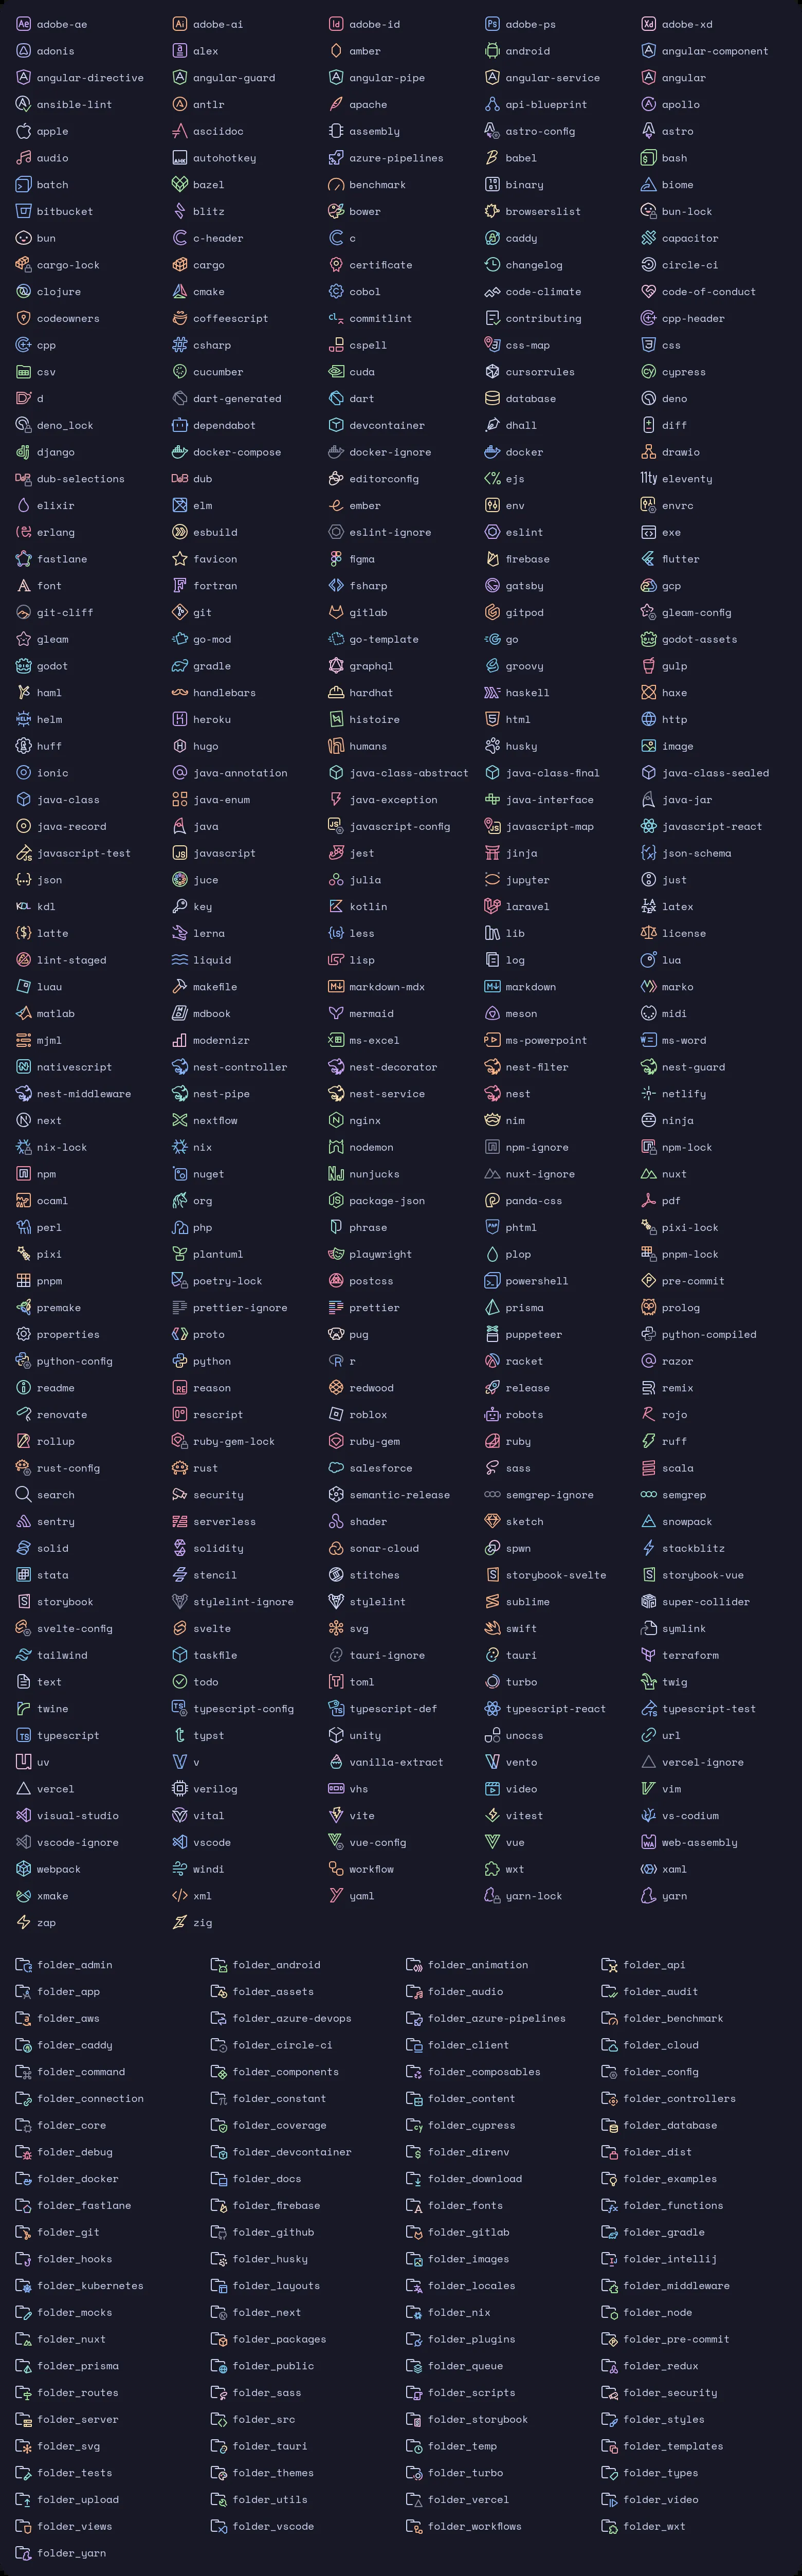 adobe-ae adobe-ai adobe-id adobe-ps adobe-xd
adonis alex amber android angular-component
angular-directive angular-guard angular-pipe angular-service angular
ansible-lint antlr apache api-blueprint apollo
apple asciidoc assembly astro-config astro
audio autohotkey azure-pipelines babel bash
batch bazel benchmark binary biome
bitbucket blitz bower browserslist bun-lock
bun c-header c caddy capacitor
cargo-lock cargo certificate changelog circle-ci
clojure cmake cobol code-climate code-of-conduct
codeowners coffeescript commitlint contributing cpp-header
cpp csharp cspell css-map css
csv cucumber cuda cursorrules cypress
d dart-generated dart database deno
deno_lock dependabot devcontainer dhall diff
django docker-compose docker-ignore docker drawio
dub-selections dub editorconfig ejs eleventy
elixir elm ember env envrc
erlang esbuild eslint-ignore eslint exe
fastlane favicon figma firebase flutter
font fortran fsharp gatsby gcp
git-cliff git gitlab gitpod gleam-config
gleam go-mod go-template go godot-assets
godot gradle graphql groovy gulp
haml handlebars hardhat haskell haxe
helm heroku histoire html http
huff hugo humans husky image
ionic java-annotation java-class-abstract java-class-final java-class-sealed
java-class java-enum java-exception java-interface java-jar
java-record java javascript-config javascript-map javascript-react
javascript-test javascript jest jinja json-schema
json juce julia jupyter just
kdl key kotlin laravel latex
latte lerna less lib license
lint-staged liquid lisp log lua
luau makefile markdown-mdx markdown marko
matlab mdbook mermaid meson midi
mjml modernizr ms-excel ms-powerpoint ms-word
nativescript nest-controller nest-decorator nest-filter nest-guard
nest-middleware nest-pipe nest-service nest netlify
next nextflow nginx nim ninja
nix-lock nix nodemon npm-ignore npm-lock
npm nuget nunjucks nuxt-ignore nuxt
ocaml org package-json panda-css pdf
perl php phrase phtml pixi-lock
pixi plantuml playwright plop pnpm-lock
pnpm poetry-lock postcss powershell pre-commit
premake prettier-ignore prettier prisma prolog
properties proto pug puppeteer python-compiled
python-config python r racket razor
readme reason redwood release remix
renovate rescript roblox robots rojo
rollup ruby-gem-lock ruby-gem ruby ruff
rust-config rust salesforce sass scala
search security semantic-release semgrep-ignore semgrep
sentry serverless shader sketch snowpack
solid solidity sonar-cloud spwn stackblitz
stata stencil stitches storybook-svelte storybook-vue
storybook stylelint-ignore stylelint sublime super-collider
svelte-config svelte svg swift symlink
tailwind taskfile tauri-ignore tauri terraform
text todo toml turbo twig
twine typescript-config typescript-def typescript-react typescript-test
typescript typst unity unocss url
uv v vanilla-extract vento vercel-ignore
vercel verilog vhs video vim
visual-studio vital vite vitest vs-codium
vscode-ignore vscode vue-config vue web-assembly
webpack windi workflow wxt xaml
xmake xml yaml yarn-lock yarn
zap zig
folder_admin folder_android folder_animation folder_api
folder_app folder_assets folder_audio folder_audit
folder_aws folder_azure-devops folder_azure-pipelines folder_benchmark
folder_caddy folder_circle-ci folder_client folder_cloud
folder_command folder_components folder_composables folder_config
folder_connection folder_constant folder_content folder_controllers
folder_core folder_coverage folder_cypress folder_database
folder_debug folder_devcontainer folder_direnv folder_dist
folder_docker folder_docs folder_download folder_examples
folder_fastlane folder_firebase folder_fonts folder_functions
folder_git folder_github folder_gitlab folder_gradle
folder_hooks folder_husky folder_images folder_intellij
folder_kubernetes folder_layouts folder_locales folder_middleware
folder_mocks folder_next folder_nix folder_node
folder_nuxt folder_packages folder_plugins folder_pre-commit
folder_prisma folder_public folder_queue folder_redux
folder_routes folder_sass folder_scripts folder_security
folder_server folder_src folder_storybook folder_styles
folder_svg folder_tauri folder_temp folder_templates
folder_tests folder_themes folder_turbo folder_types
folder_upload folder_utils folder_vercel folder_video
folder_views folder_vscode folder_workflows folder_wxt
folder_yarn